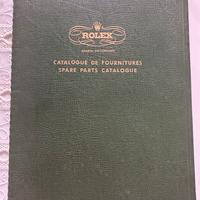 ROLEX
CATALOGUE DE FOURNITURES
SPARE PARTS CATALOGUE